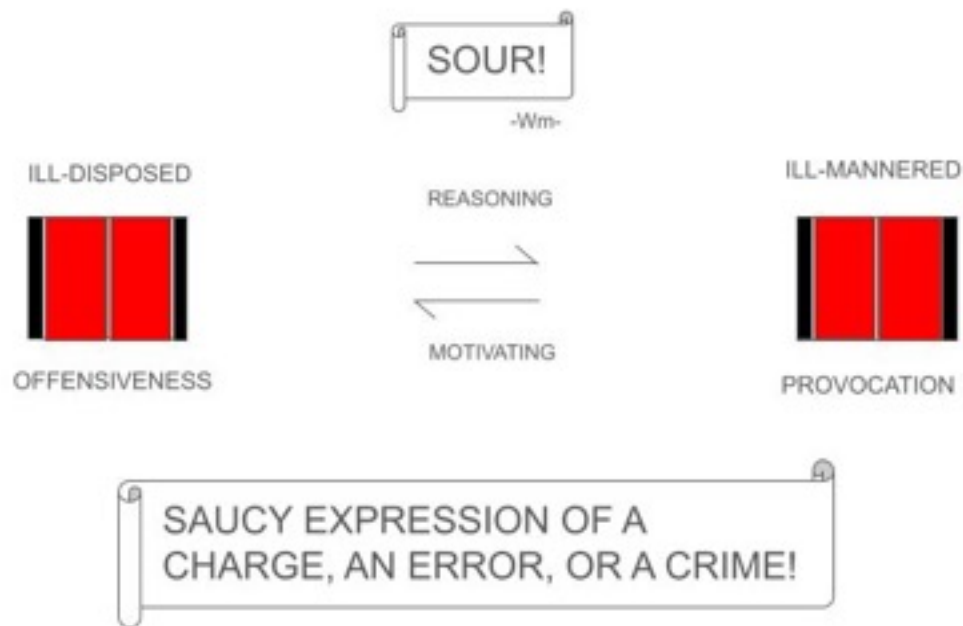 SOUR!
-Wm-
ILL-DISPOSED
ILL-MANNERED
REASONING
MOTIVATING
OFFENSIVENESS
PROVOCATION
SAUCY EXPRESSION OF A
CHARGE, AN ERROR, OR A CRIME!